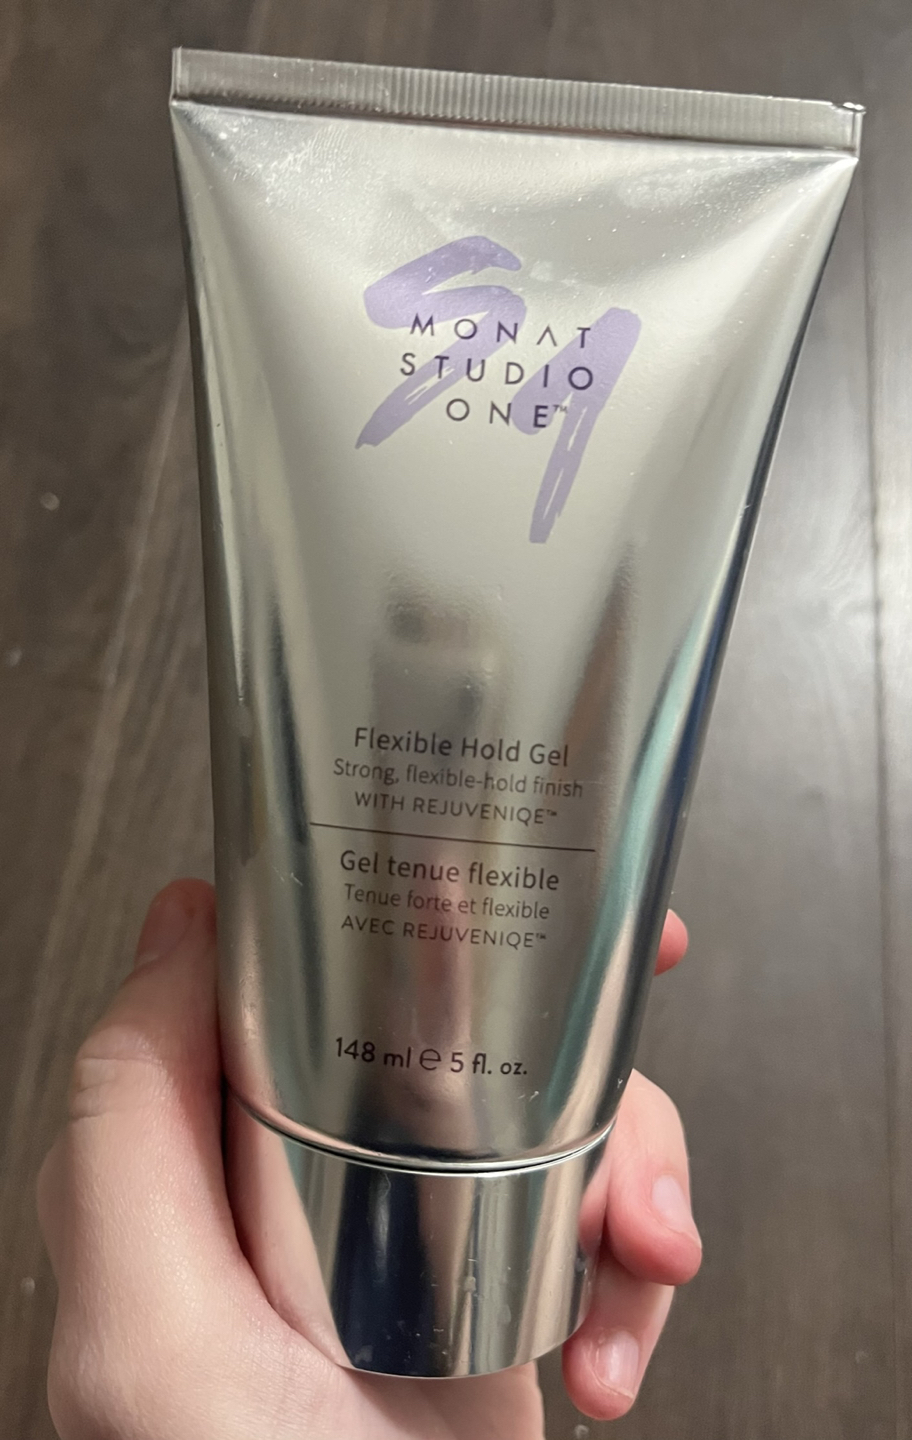 S1
MONAT
STUDIO
ONE™
Flexible Hold Gel
Strong, flexible-hold finish
WITH REJUVENIQE™
Gel tenue flexible
Tenue forte et flexible
AVEC REJUVENIQE™
148 ml ℮ 5 fl. oz.